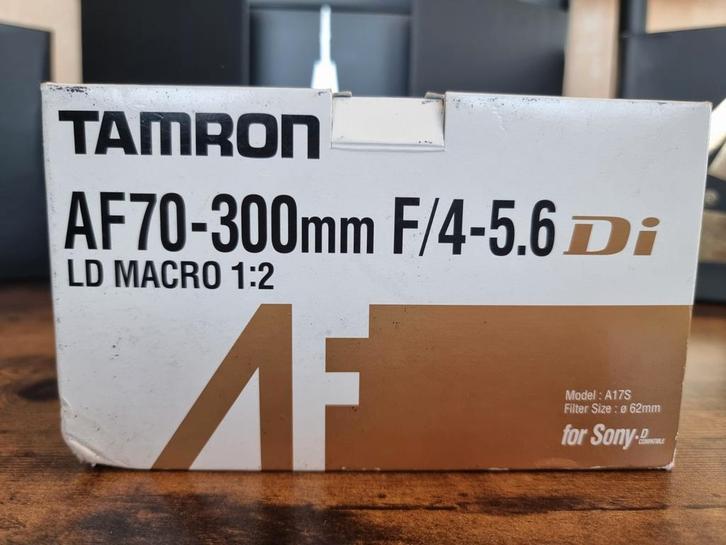 TAMRON
AF70-300mm F/4-5.6 Di
LD MACRO 1:2
AF
Model : A17S
Filter Size : ø 62mm
for Sony·D COMPATIBLE